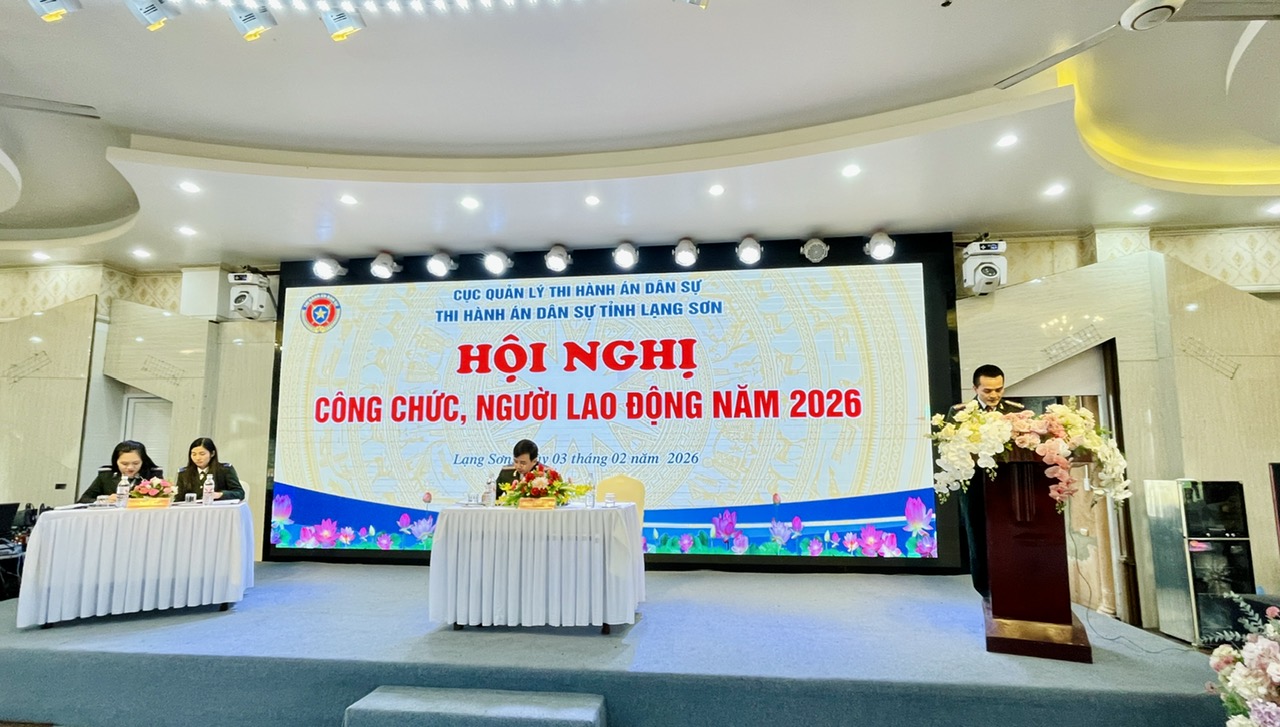 CỤC QUẢN LÝ THI HÀNH ÁN DÂN SỰ
THI HÀNH ÁN DÂN SỰ TỈNH LẠNG SƠN
HỘI NGHỊ
CÔNG CHỨC, NGƯỜI LAO ĐỘNG NĂM 2026
Lạng Sơn, 03 tháng 02 năm 2026